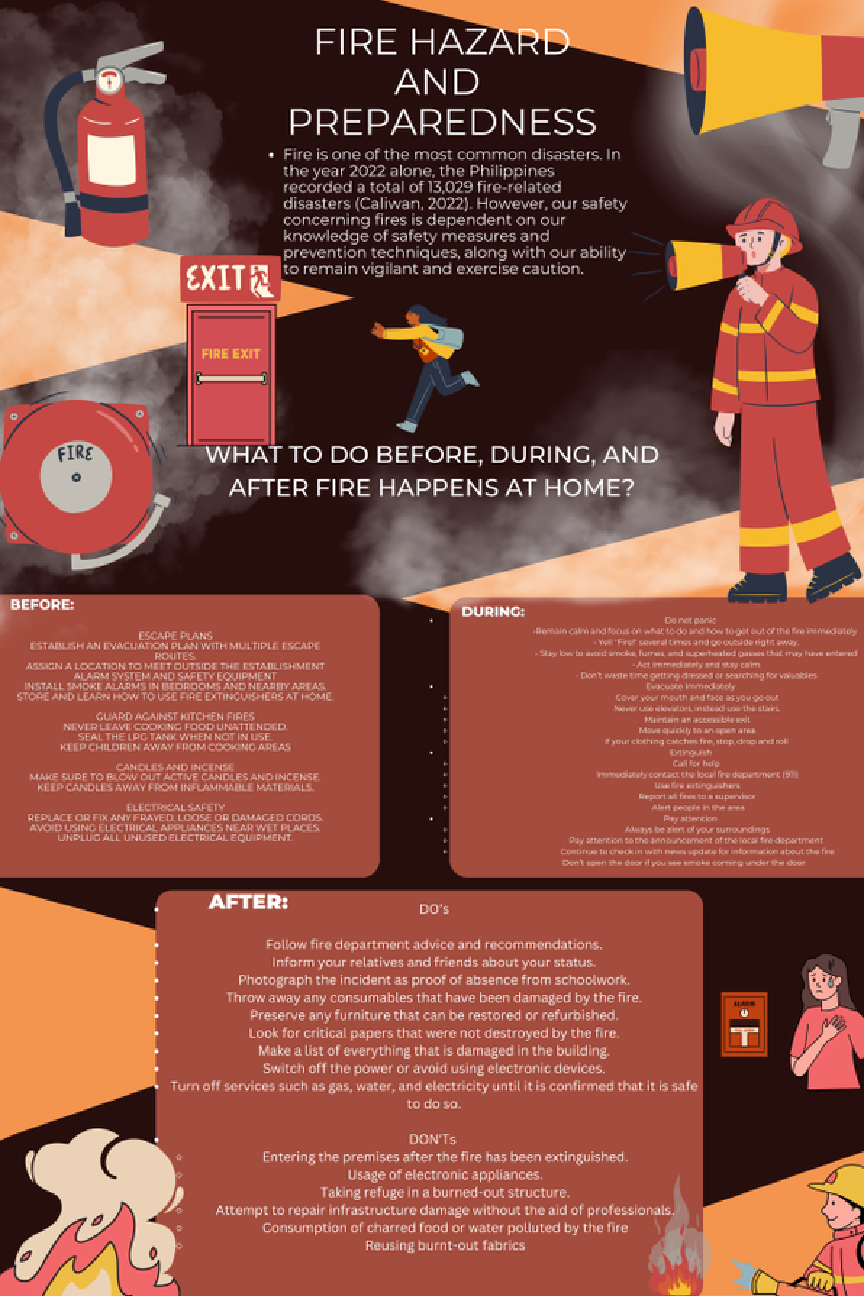 FIRE HAZARD
AND
PREPAREDNESS
• Fire is one of the most common disasters. In
the year 2022 alone, the Philippines
recorded a total of 13,029 fire-related
disasters (Caliwan, 2022). However, our safety
concerning fires is dependent on our
knowledge of safety measures and
prevention techniques, along with our ability
to remain vigilant and exercise caution.
EXIT
FIRE EXIT
FIRE
WHAT TO DO BEFORE, DURING, AND
AFTER FIRE HAPPENS AT HOME?
BEFORE:
ESCAPE PLANS
ESTABLISH AN EVACUATION PLAN WITH MULTIPLE ESCAPE
ROUTES.
ASSIGN A LOCATION TO MEET OUTSIDE THE ESTABLISHMENT
ALARM SYSTEM AND SAFETY EQUIPMENT
INSTALL SMOKE ALARMS IN BEDROOMS AND NEARBY AREAS.
STORE AND LEARN HOW TO USE FIRE EXTINGUISHERS AT HOME.
GUARD AGAINST KITCHEN FIRES
NEVER LEAVE COOKING FOOD UNATTENDED.
SEAL THE LPG TANK WHEN NOT IN USE.
KEEP CHILDREN AWAY FROM COOKING AREAS
CANDLES AND INCENSE
MAKE SURE TO BLOW OUT ACTIVE CANDLES AND INCENSE.
KEEP CANDLES AWAY FROM INFLAMMABLE MATERIALS.
ELECTRICAL SAFETY
REPLACE OR FIX ANY FRAYED, LOOSE OR DAMAGED CORDS.
AVOID USING ELECTRICAL APPLIANCES NEAR WET PLACES.
UNPLUG ALL UNUSED ELECTRICAL EQUIPMENT.
DURING:
Do not panic
-Remain calm and focus on what to do and how to get out of the fire immediately
- Yell "Fire!" several times and go outside right away.
- 'Stay low to avoid smoke, fumes, and superheated gasses that may have entered
- Act immediately and stay calm
- Don't waste time getting dressed or searching for valuables
Evacuate immediately
Cover your mouth and face as you go out
Never use elevators, instead use the stairs.
Maintain an accessible exit
Move quickly to an open area
If your clothing catches fire, stop, drop and roll
Extinguish
Call for help
Immediately contact the local fire department (911)
Use fire extinguishers
Report all fires to a supervisor
Alert people in the area
Pay attention
Always be alert of your surroundings
Pay attention to the announcement of the local fire department
Continue to check in with news update for information about the fire
Don't open the door if you see smoke coming under the door
AFTER:
DO's
Follow fire department advice and recommendations.
Inform your relatives and friends about your status.
Photograph the incident as proof of absence from schoolwork.
Throw away any consumables that have been damaged by the fire.
Preserve any furniture that can be restored or refurbished.
Look for critical papers that were not destroyed by the fire.
Make a list of everything that is damaged in the building.
Switch off the power or avoid using electronic devices.
Turn off services such as gas, water, and electricity until it is confirmed that it is safe
to do so.
DON'Ts
Entering the premises after the fire has been extinguished.
Usage of electronic appliances.
Taking refuge in a burned-out structure.
Attempt to repair infrastructure damage without the aid of professionals.
Consumption of charred food or water polluted by the fire
Reusing burnt-out fabrics
ALARM